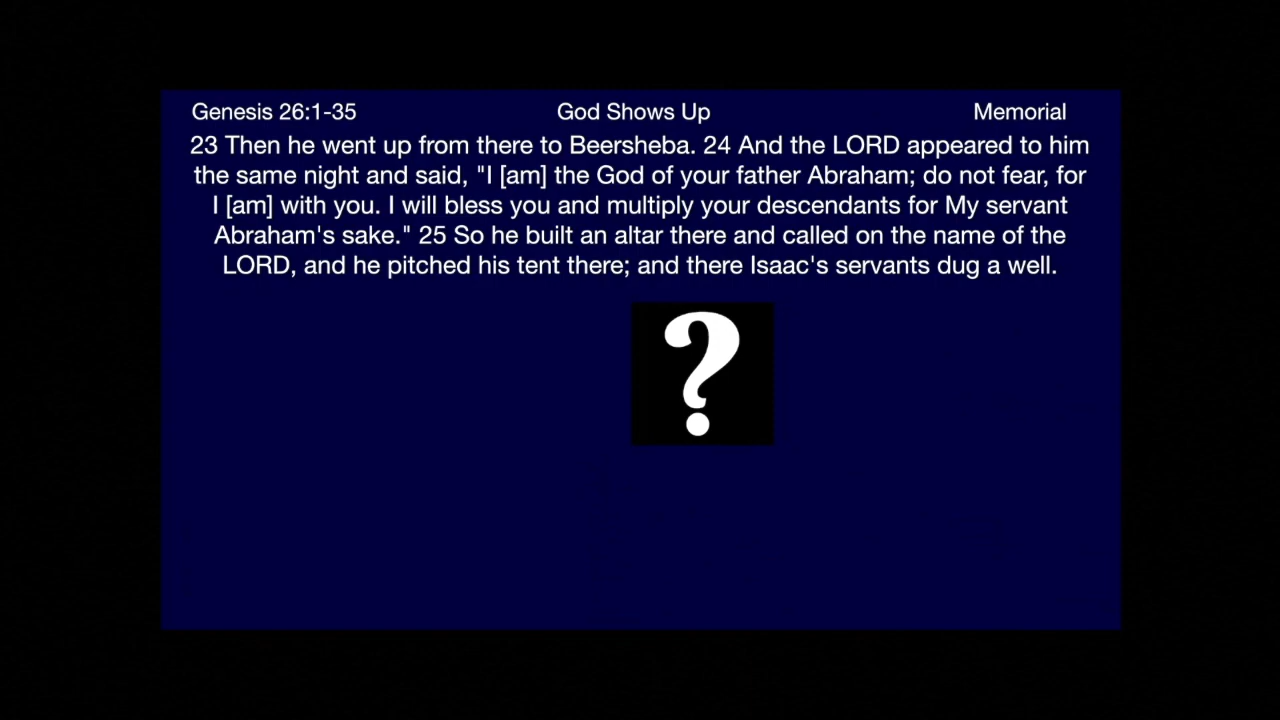 Genesis 26:1-35 God Shows Up Memorial
23 Then he went up from there to Beersheba. 24 And the LORD appeared to him
the same night and said, "I [am] the God of your father Abraham; do not fear, for
I [am] with you. I will bless you and multiply your descendants for My servant
Abraham's sake." 25 So he built an altar there and called on the name of the
LORD, and he pitched his tent there; and there Isaac's servants dug a well.
?